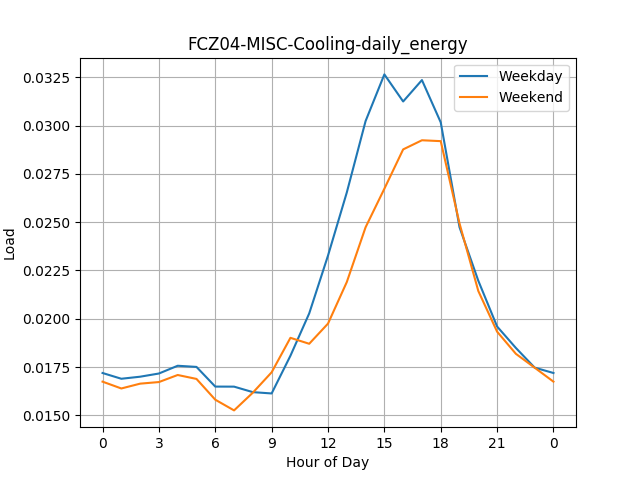 FCZ04-MISC-Cooling-daily_energy
Weekday
Weekend
Load
0.0325
0.0300
0.0275
0.0250
0.0225
0.0200
0.0175
0.0150
0 3 6 9 12 15 18 21 0
Hour of Day